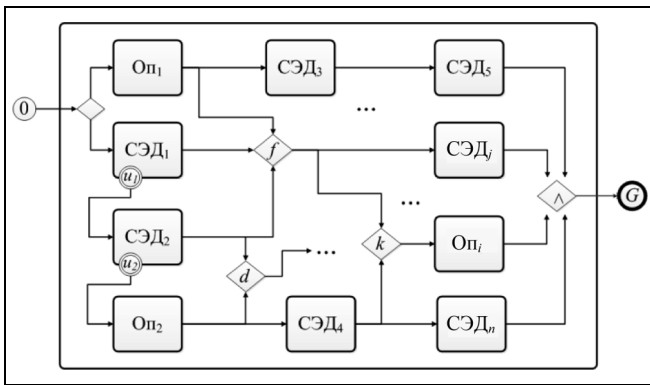 Оп₁
СЭД₃
СЭД₅
0
...
СЭД₁
f
СЭДⱼ
u₁
...
СЭД₂
k
Опᵢ
∧
G
u₂
d
...
Оп₂
СЭД₄
СЭДₙ